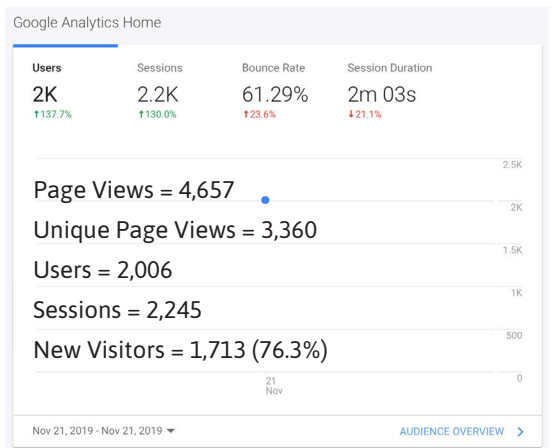 Google Analytics Home
Users Sessions Bounce Rate Session Duration
2K 2.2K 61.29% 2m 03s
↑137.7% ↑130.0% ↑23.6% ↓21.1%
2.5K
Page Views = 4,657
2K
Unique Page Views = 3,360
1.5K
Users = 2,006
1K
Sessions = 2,245
500
New Visitors = 1,713 (76.3%)
0
21
Nov
Nov 21, 2019 - Nov 21, 2019 AUDIENCE OVERVIEW